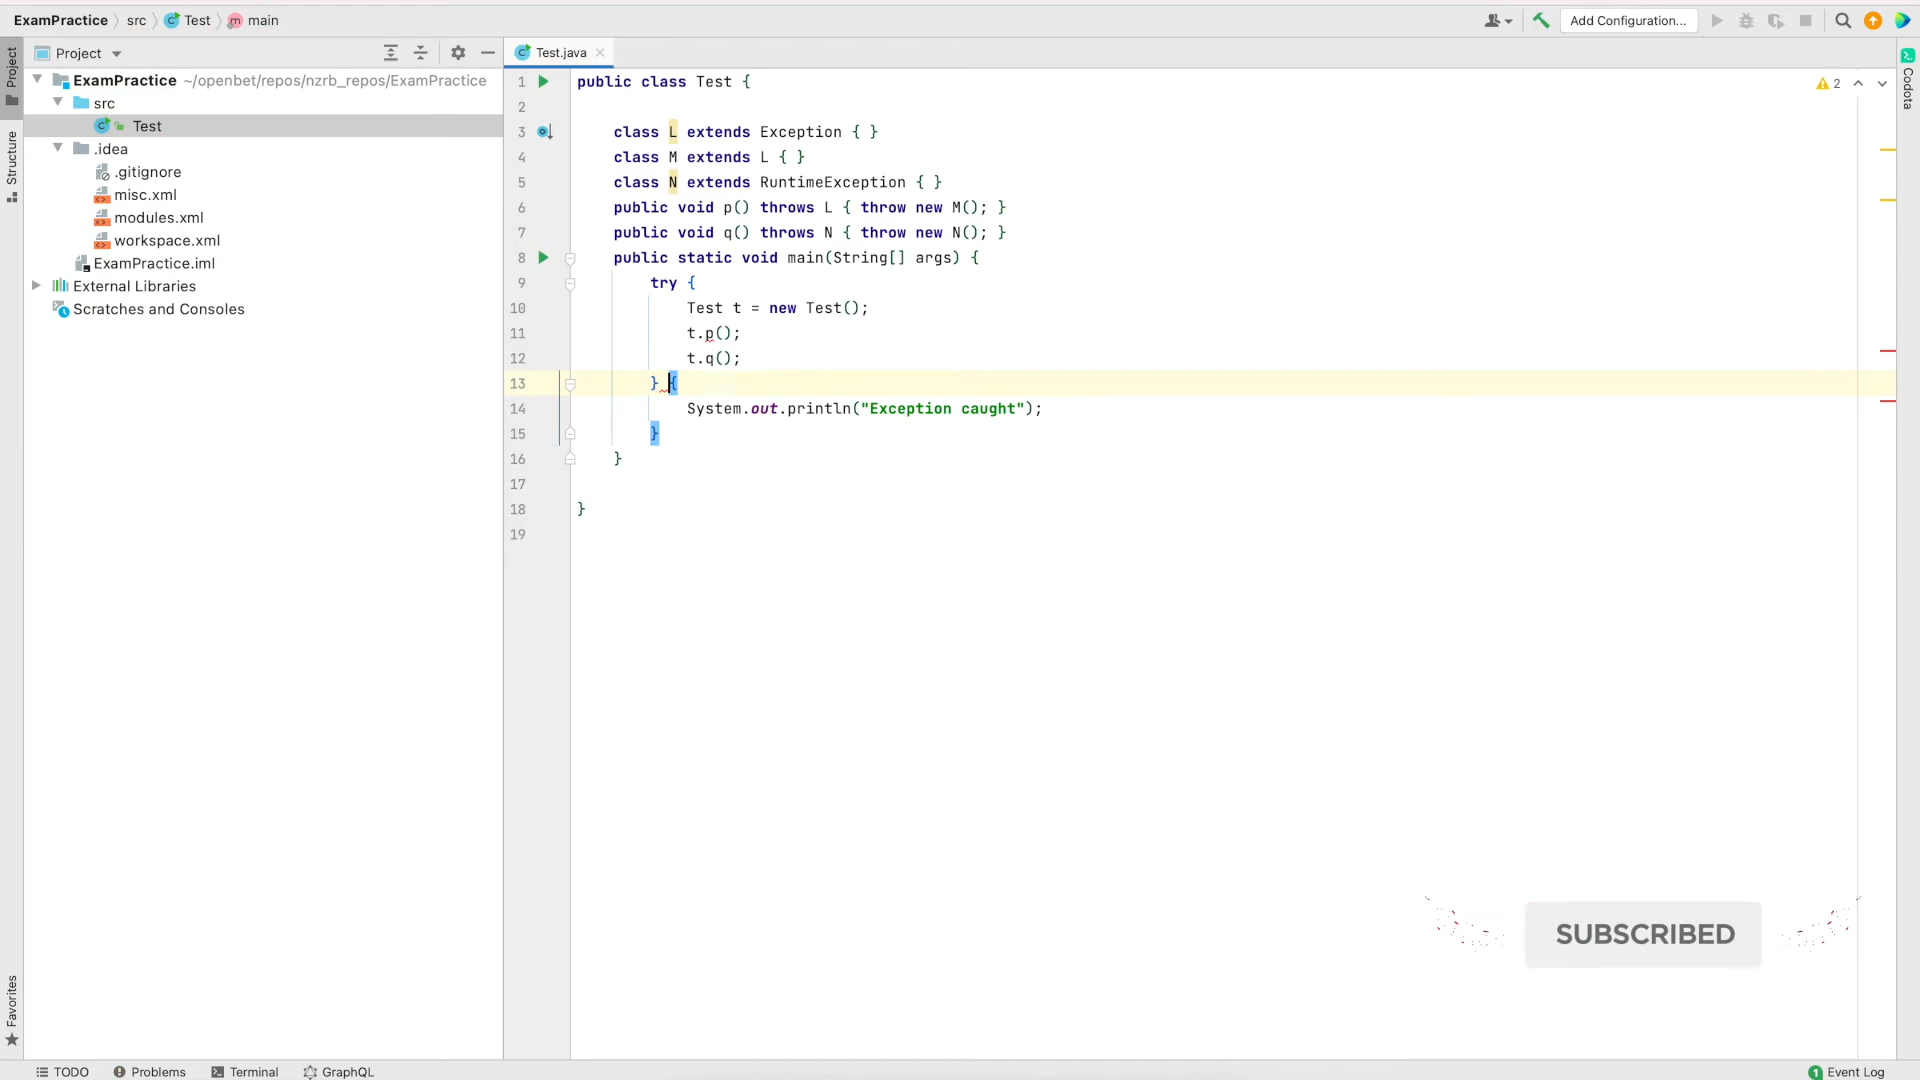 ExamPractice src Test main
Add Configuration...
Project
Test.java
Project
Structure
Favorites
ExamPractice ~/openbet/repos/nzrb_repos/ExamPractice
src
Test
.idea
.gitignore
misc.xml
modules.xml
workspace.xml
ExamPractice.iml
External Libraries
Scratches and Consoles
1 public class Test {
2
3 class L extends Exception { }
4 class M extends L { }
5 class N extends RuntimeException { }
6 public void p() throws L { throw new M(); }
7 public void q() throws N { throw new N(); }
8 public static void main(String[] args) {
9 try {
10 Test t = new Test();
11 t.p();
12 t.q();
13 } {
14 System.out.println("Exception caught");
15 }
16 }
17
18 }
19
2
Codota
SUBSCRIBED
TODO Problems Terminal GraphQL
1 Event Log